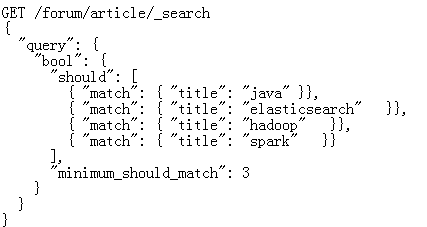 GET /forum/article/_search
{
  "query": {
    "bool": {
      "should": [
        { "match": { "title": "java" }},
        { "match": { "title": "elasticsearch"   }},
        { "match": { "title": "hadoop"   }},
        { "match": { "title": "spark"   }}
      ],
      "minimum_should_match": 3
    }
  }
}